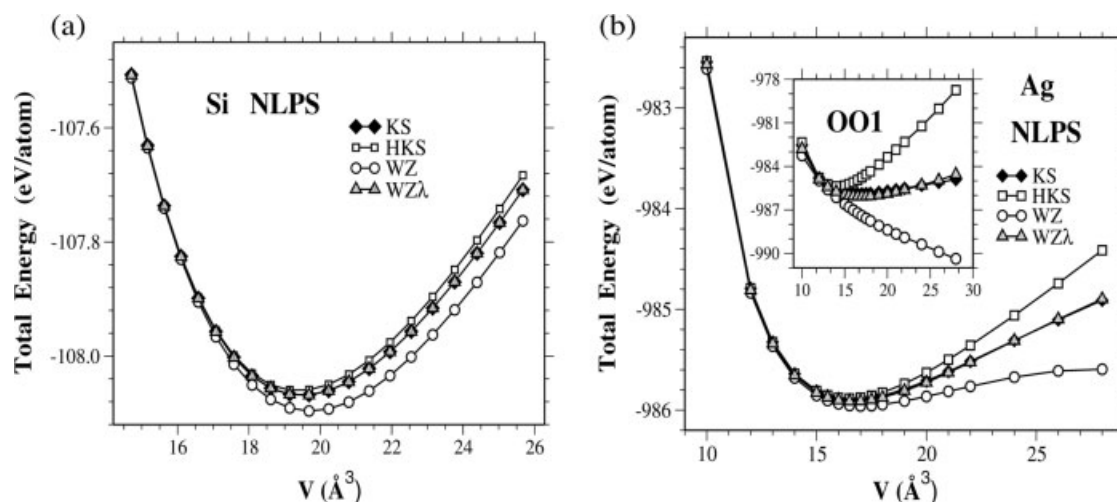 (a)
Total Energy (eV/atom)
-107.6
-107.8
-108.0
Si NLPS
KS
HKS
WZ
WZλ
16 18 20 22 24 26
V (Å³)
(b)
Total Energy (eV/atom)
-983
-984
-985
-986
-978
-981
-984
-987
-990
OO1
10 15 20 25 30
Ag
NLPS
KS
HKS
WZ
WZλ
10 15 20 25
V (Å³)